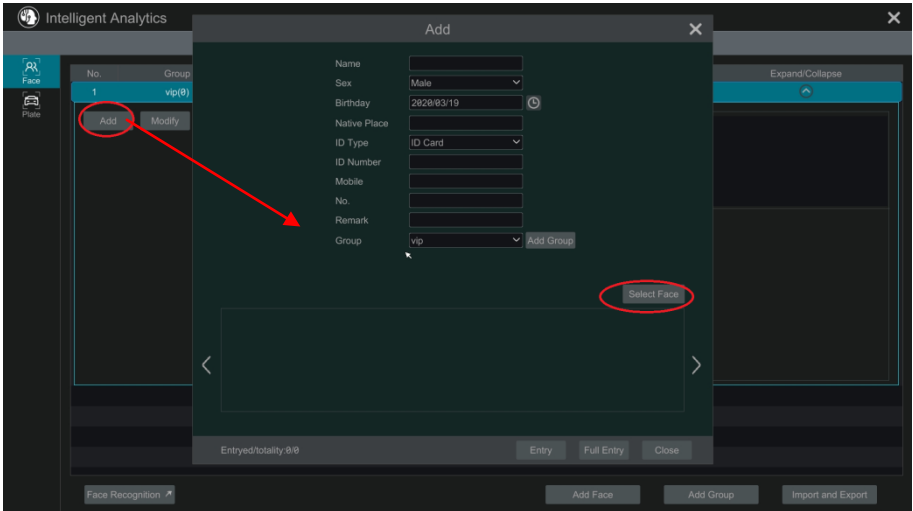 Intelligent Analytics
Add
Face
Plate
No. Group Expand/Collapse
1 vip(0)
Add Modify
Name
Sex Male
Birthday 2020/03/19
Native Place
ID Type ID Card
ID Number
Mobile
No.
Remark
Group vip Add Group
Select Face
Entryed/totality:0/0 Entry Full Entry Close
Face Recognition Add Face Add Group Import and Export